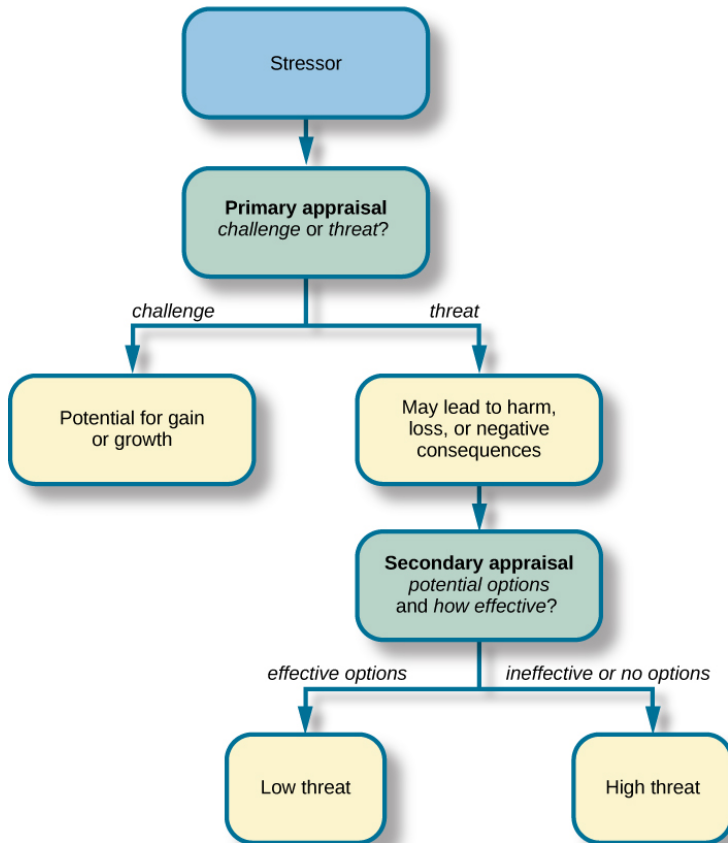 Stressor
Primary appraisal
challenge or threat?
challenge
threat
Potential for gain
or growth
May lead to harm,
loss, or negative
consequences
Secondary appraisal
potential options
and how effective?
effective options
ineffective or no options
Low threat
High threat